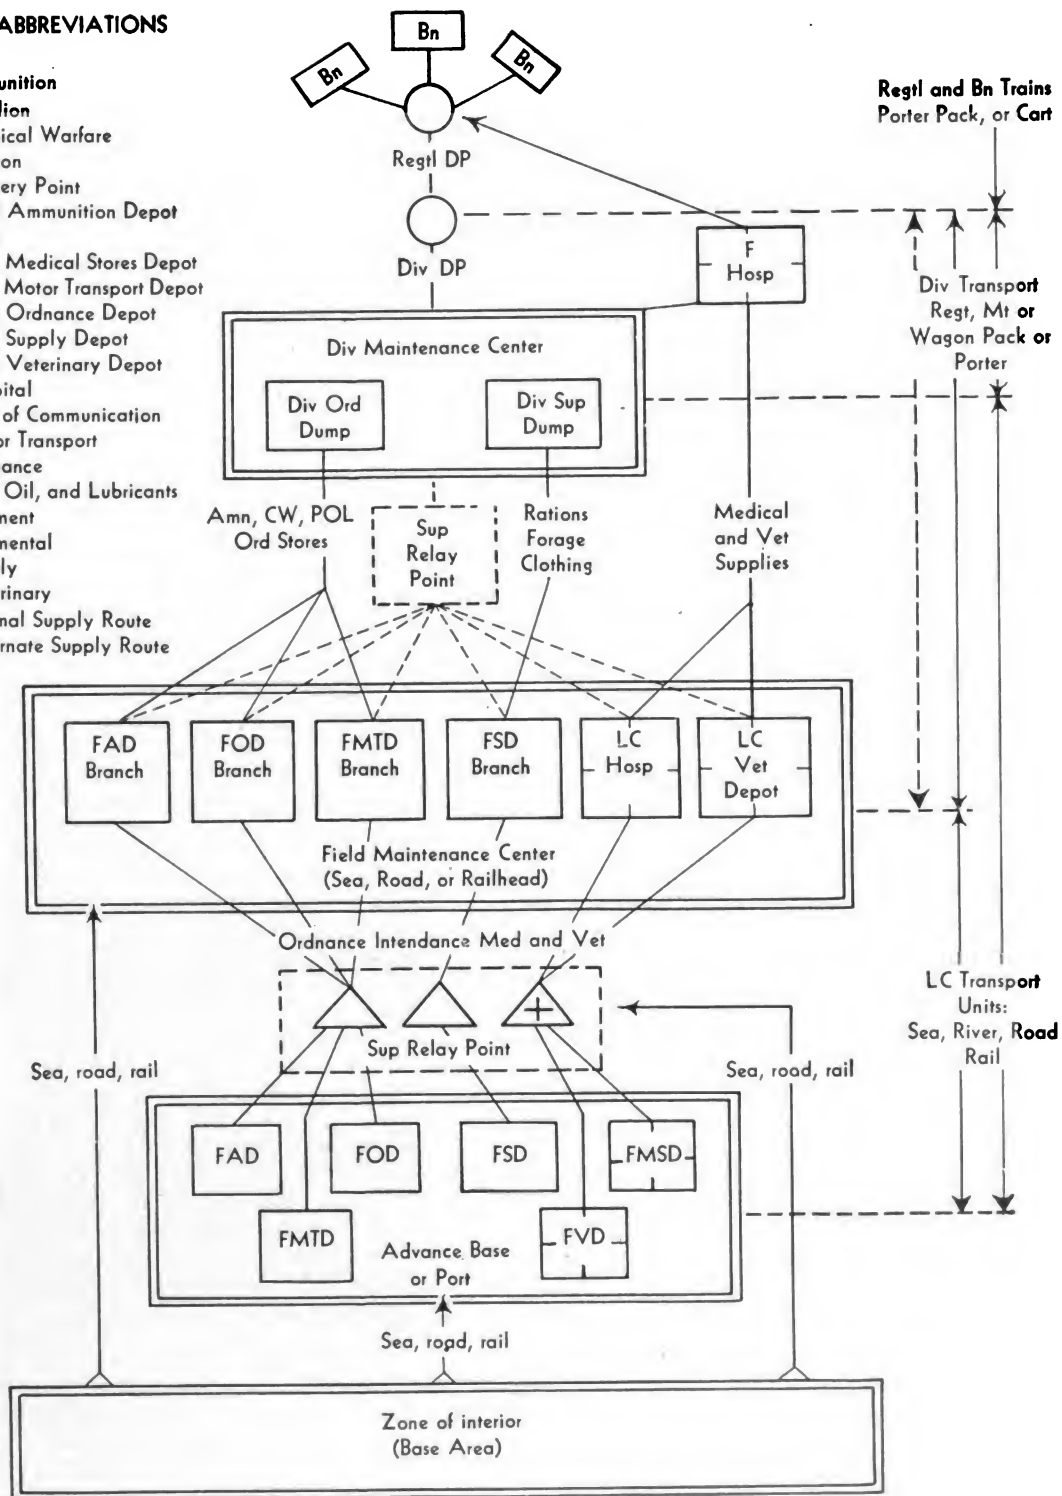 ABBREVIATIONS
Bn
Bn
Bn
unition
lion
ical Warfare
on
ery Point
Ammunition Depot
Medical Stores Depot
Motor Transport Depot
Ordnance Depot
Supply Depot
Veterinary Depot
pital
of Communication
or Transport
ance
Oil, and Lubricants
ment
mental
ly
rinary
nal Supply Route
ernate Supply Route
Regtl and Bn Trains
Porter Pack, or Cart
Regtl DP
Div DP
F
Hosp
Div Transport
Regt, Mt or
Wagon Pack or
Porter
Div Maintenance Center
Div Ord
Dump
Div Sup
Dump
Amn, CW, POL
Ord Stores
Sup
Relay
Point
Rations
Forage
Clothing
Medical
and Vet
Supplies
FAD
Branch
FOD
Branch
FMTD
Branch
FSD
Branch
LC
Hosp
LC
Vet
Depot
Field Maintenance Center
(Sea, Road, or Railhead)
Ordnance Intendance Med and Vet
Sup Relay Point
LC Transport
Units:
Sea, River, Road
Rail
Sea, road, rail
Sea, road, rail
FAD
FOD
FSD
FMSD
FMTD
FVD
Advance Base
or Port
Sea, road, rail
Zone of interior
(Base Area)